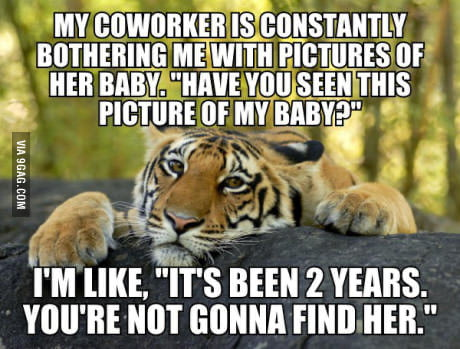 MY COWORKER IS CONSTANTLY
BOTHERING ME WITH PICTURES OF
HER BABY. "HAVE YOU SEEN THIS
PICTURE OF MY BABY?"
VIA 9GAG.COM
I'M LIKE, "IT'S BEEN 2 YEARS.
YOU'RE NOT GONNA FIND HER."